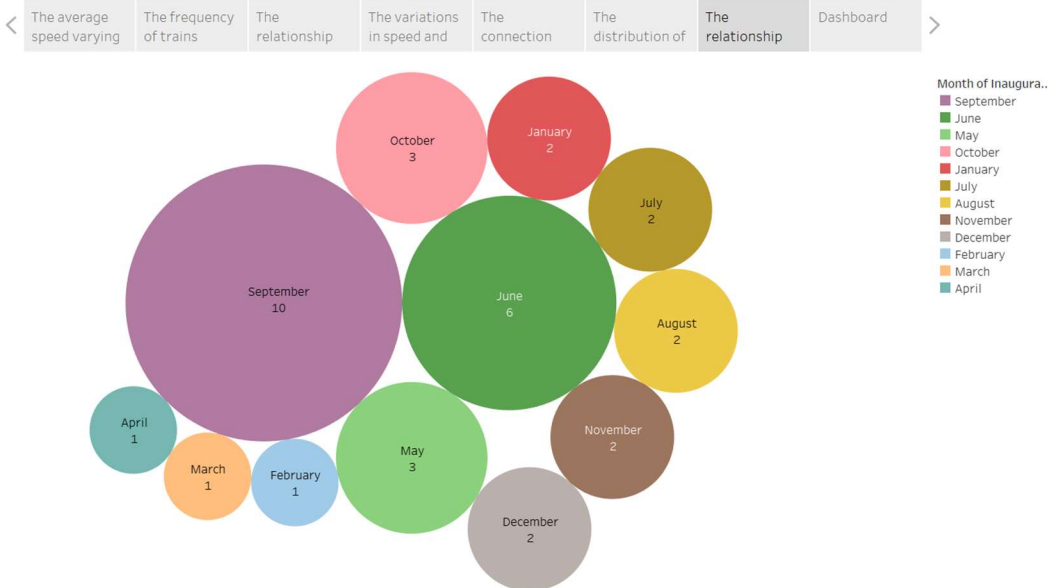 The average
speed varying
The frequency
of trains
The
relationship
The variations
in speed and
The
connection
The
distribution of
The
relationship
Dashboard
Month of Inaugura..
September
June
May
October
January
July
August
November
December
February
March
April
October
3
January
2
July
2
September
10
June
6
August
2
April
1
May
3
November
2
March
1
February
1
December
2